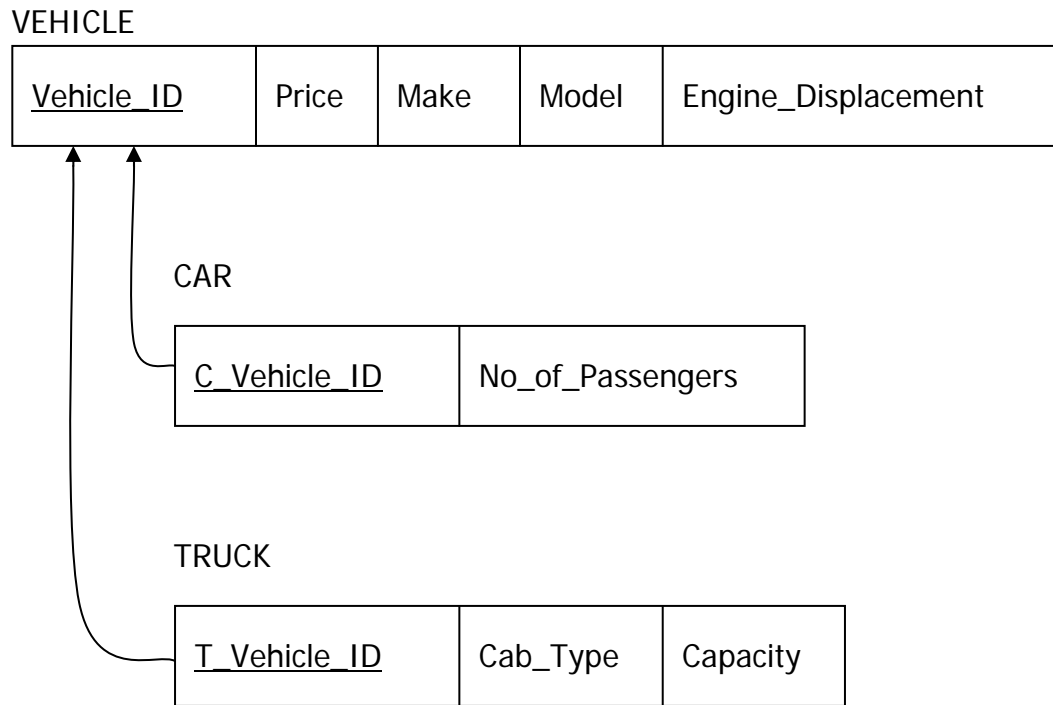 VEHICLE
Vehicle_ID Price Make Model Engine_Displacement
CAR
C_Vehicle_ID No_of_Passengers
TRUCK
T_Vehicle_ID Cab_Type Capacity